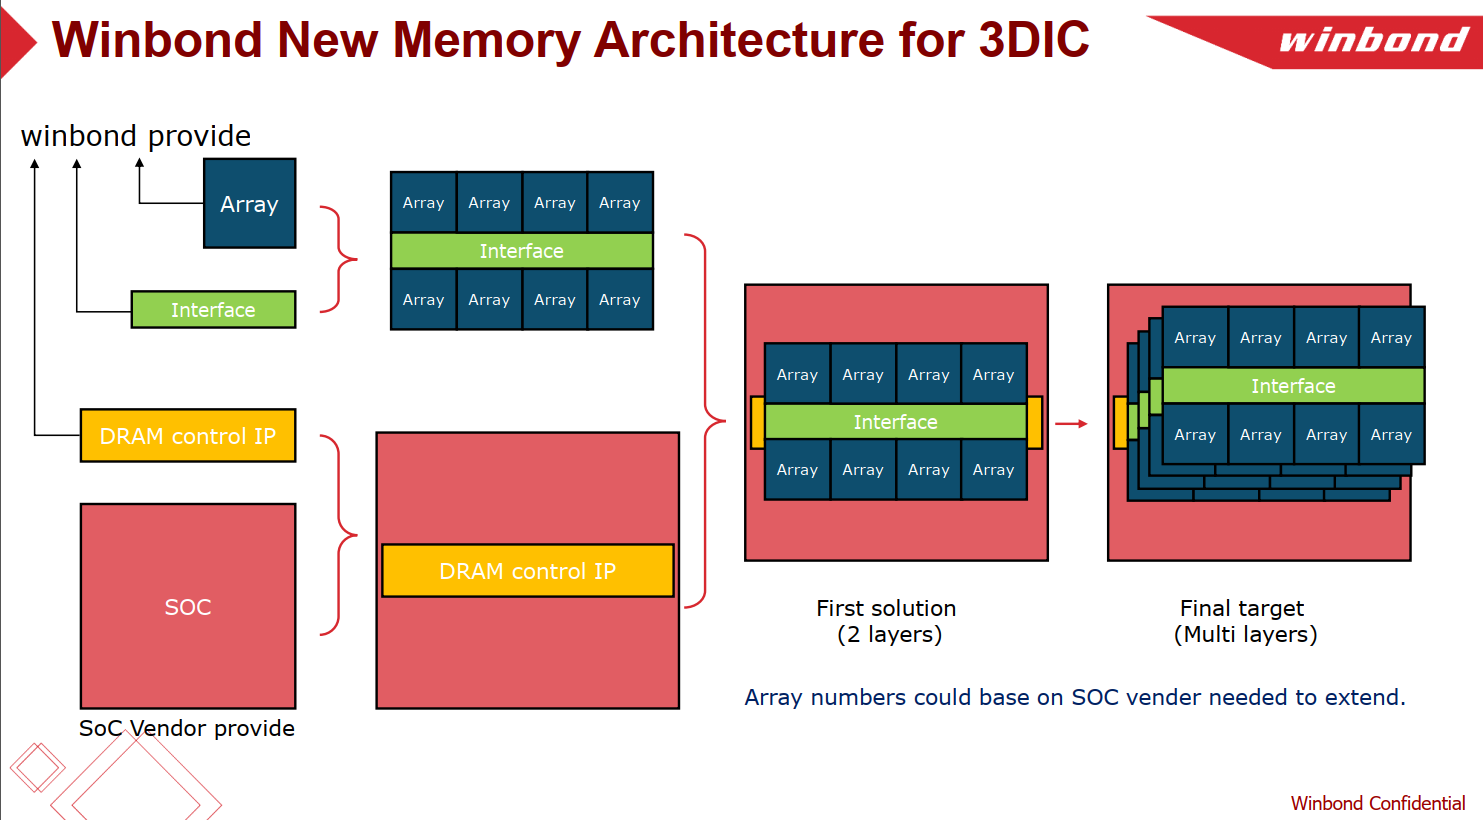 Winbond New Memory Architecture for 3DIC
winbond
winbond provide
Array
Interface
DRAM control IP
SOC
SoC Vendor provide
Array Array Array Array
Interface
Array Array Array Array
DRAM control IP
Array Array Array Array
Interface
Array Array Array Array
First solution
(2 layers)
Array Array Array Array
Interface
Array Array Array Array
Final target
(Multi layers)
Array numbers could base on SOC vender needed to extend.
Winbond Confidential